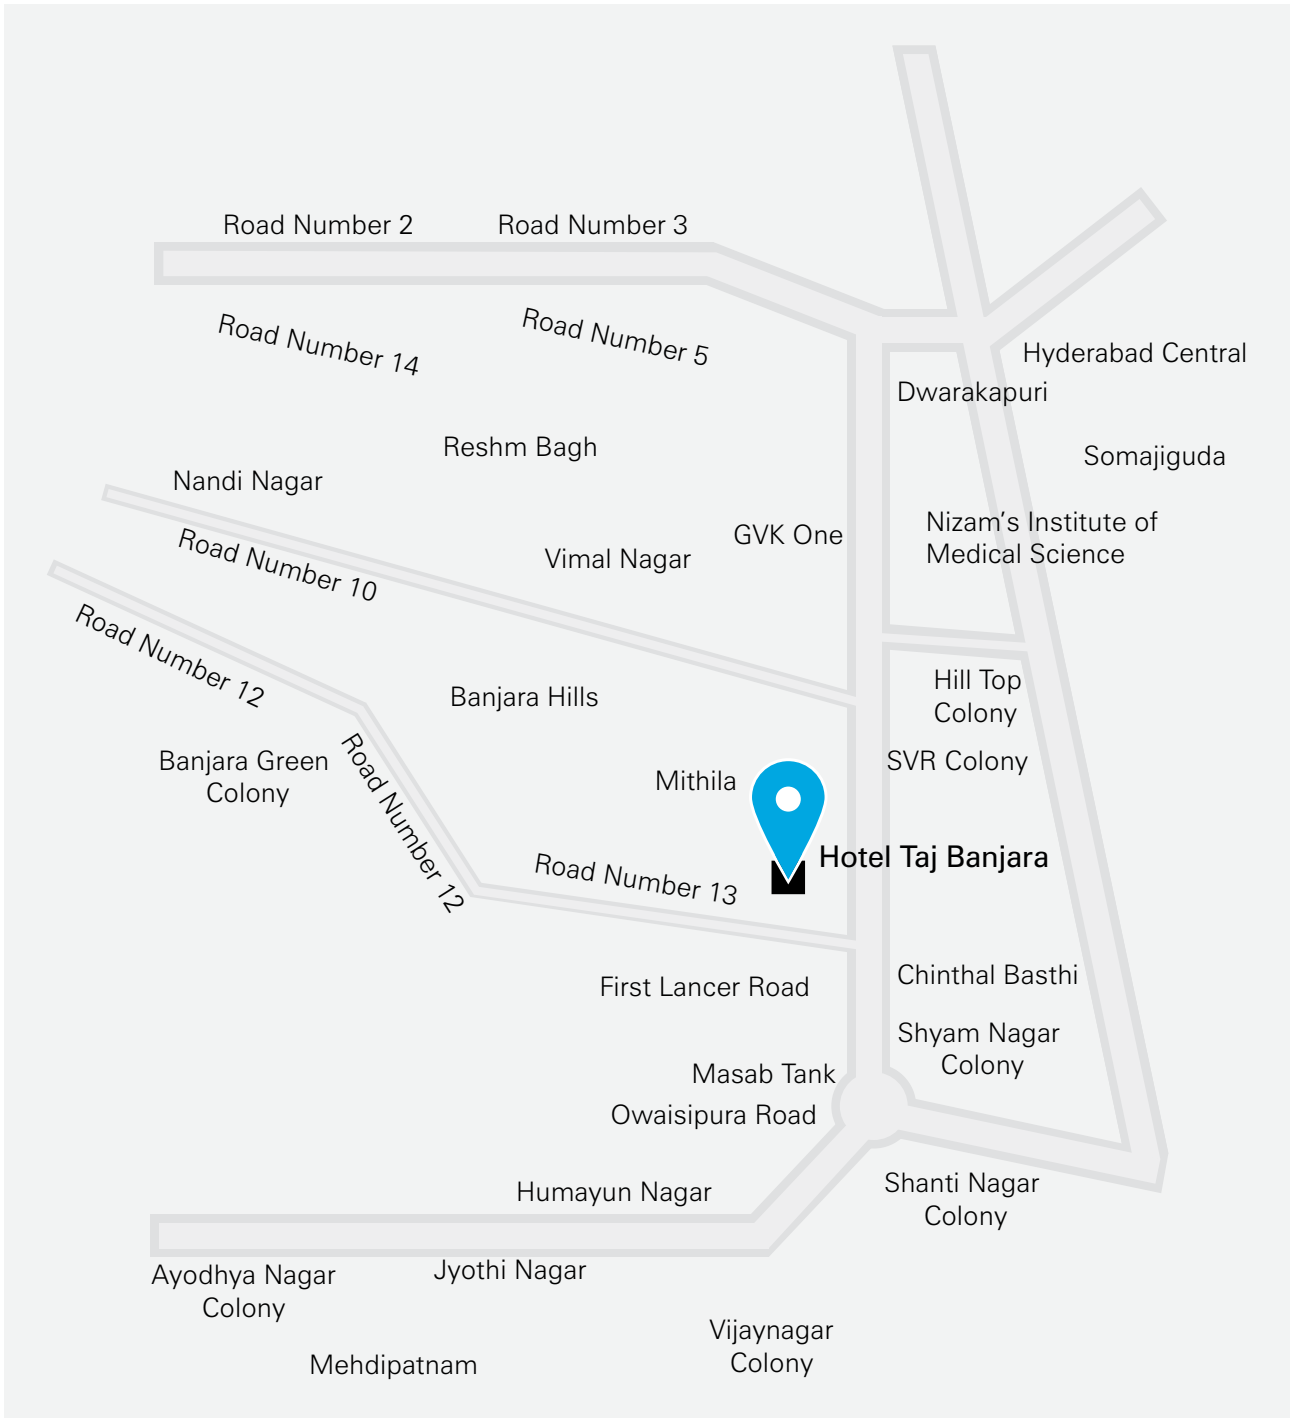 Road Number 2
Road Number 3
Road Number 14
Road Number 5
Hyderabad Central
Dwarakapuri
Reshm Bagh
Somajiguda
Nandi Nagar
GVK One
Nizam’s Institute of
Medical Science
Road Number 10
Vimal Nagar
Road Number 12
Banjara Hills
Hill Top
Colony
Banjara Green
Colony
Road Number 12
Mithila
SVR Colony
Hotel Taj Banjara
Road Number 13
First Lancer Road
Chinthal Basthi
Shyam Nagar
Colony
Masab Tank
Owaisipura Road
Humayun Nagar
Shanti Nagar
Colony
Ayodhya Nagar
Colony
Jyothi Nagar
Vijaynagar
Colony
Mehdipatnam